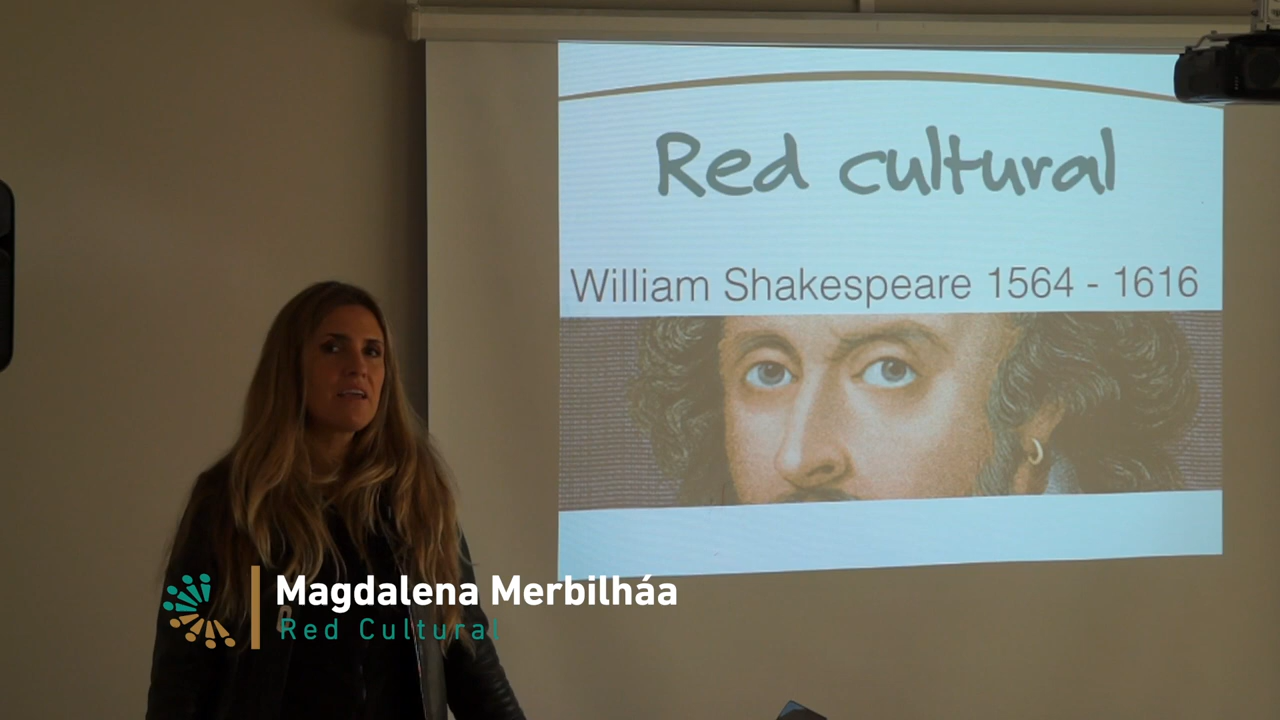 Red cultural
William Shakespeare 1564 - 1616
Magdalena Merbilháa
Red Cultural